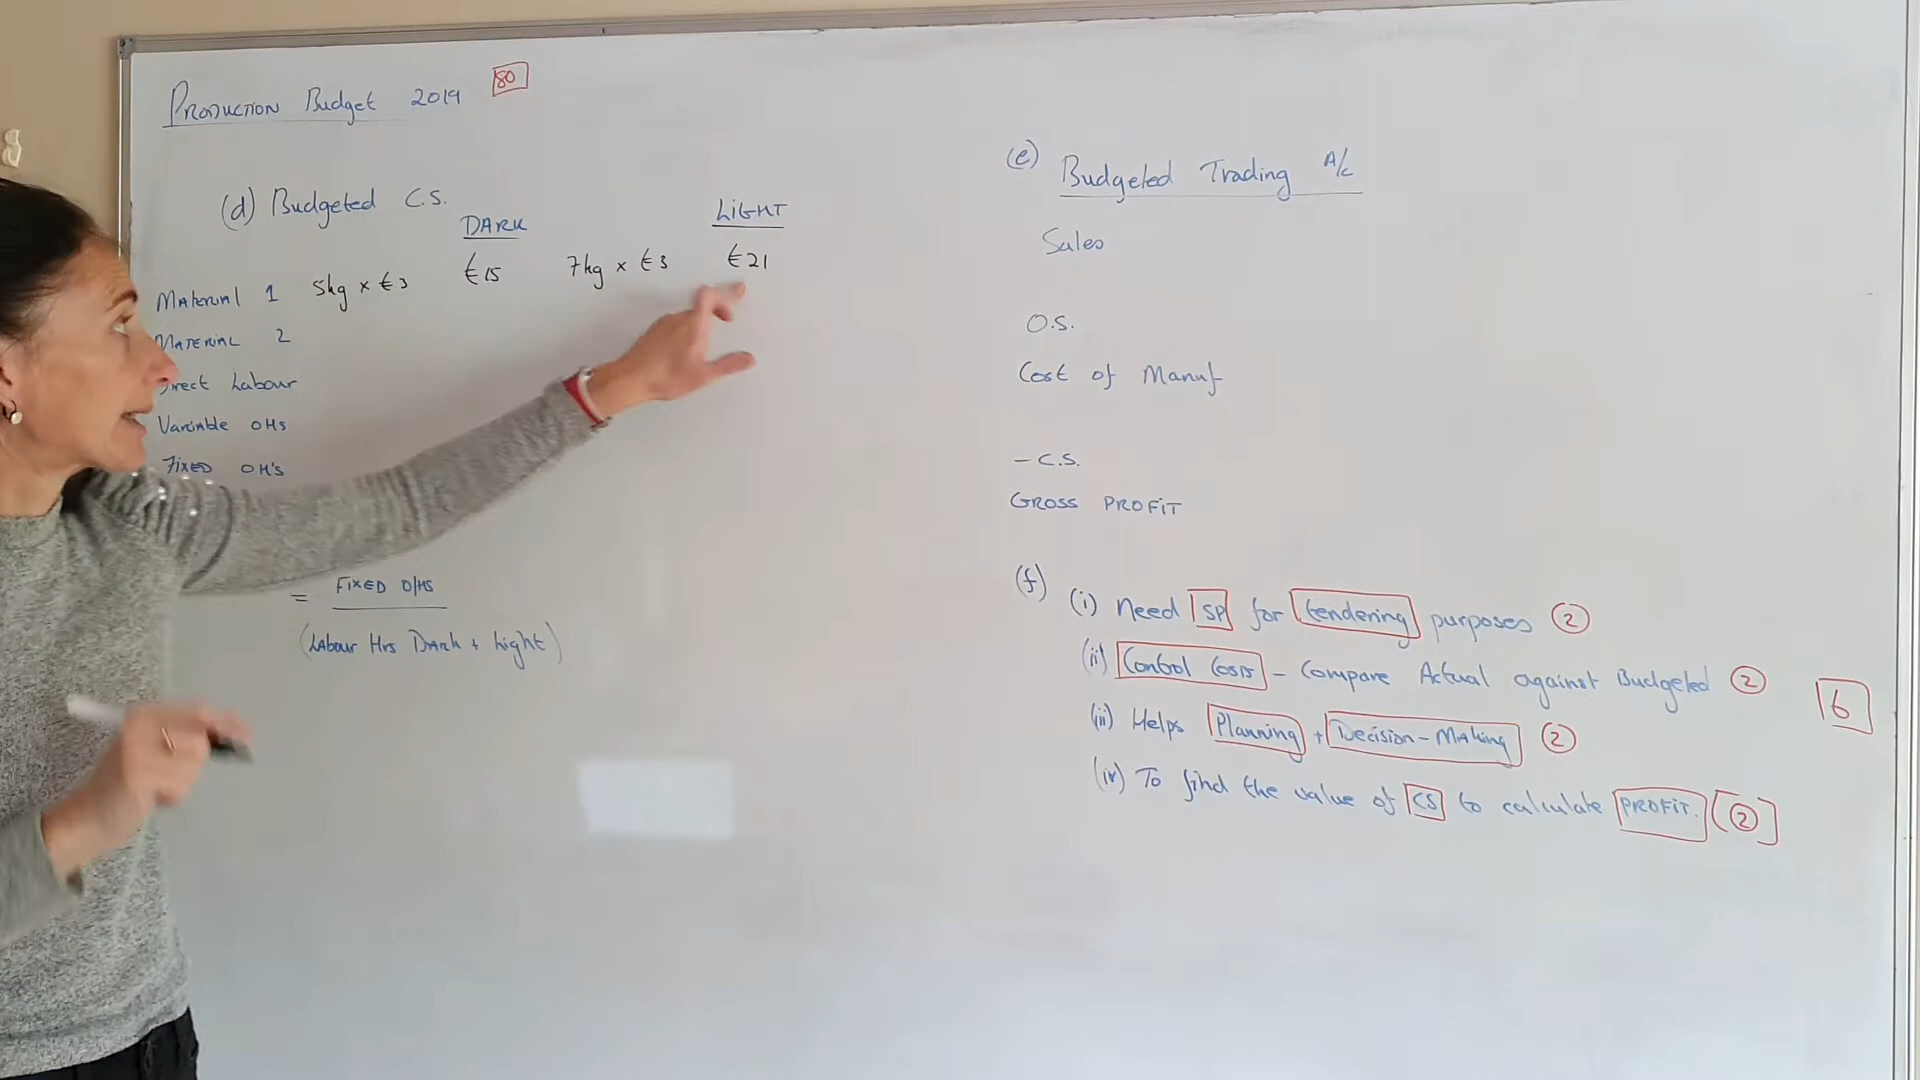 PRODUCTION Budget 2019 80
(d) Budgeted C.S.
DARK LIGHT
Material 1 5kg x €3 €15 7kg x €3 €21
MATERIAL 2
Direct Labour
Variable OHs
Fixed OH's
= Fixed O/Hs
(Labour Hrs Dark + Light)
(e) Budgeted Trading A/c
Sales
O.S.
Cost of Manuf
- C.S.
GROSS PROFIT
(f) (i) Need SP for tendering purposes 2
(ii) Control Costs - Compare Actual against Budgeted 2
6
(iii) Helps Planning + Decision-Making 2
(iv) To find the value of CS to calculate PROFIT. (2)